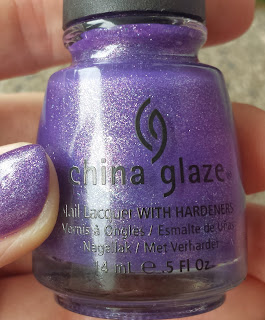 china glaze
Nail Lacquer WITH HARDENERS
Vernis à Ongles / Esmalte de Uñas
Nagellak / Met Verharder
14 mL e .5 Fl Oz